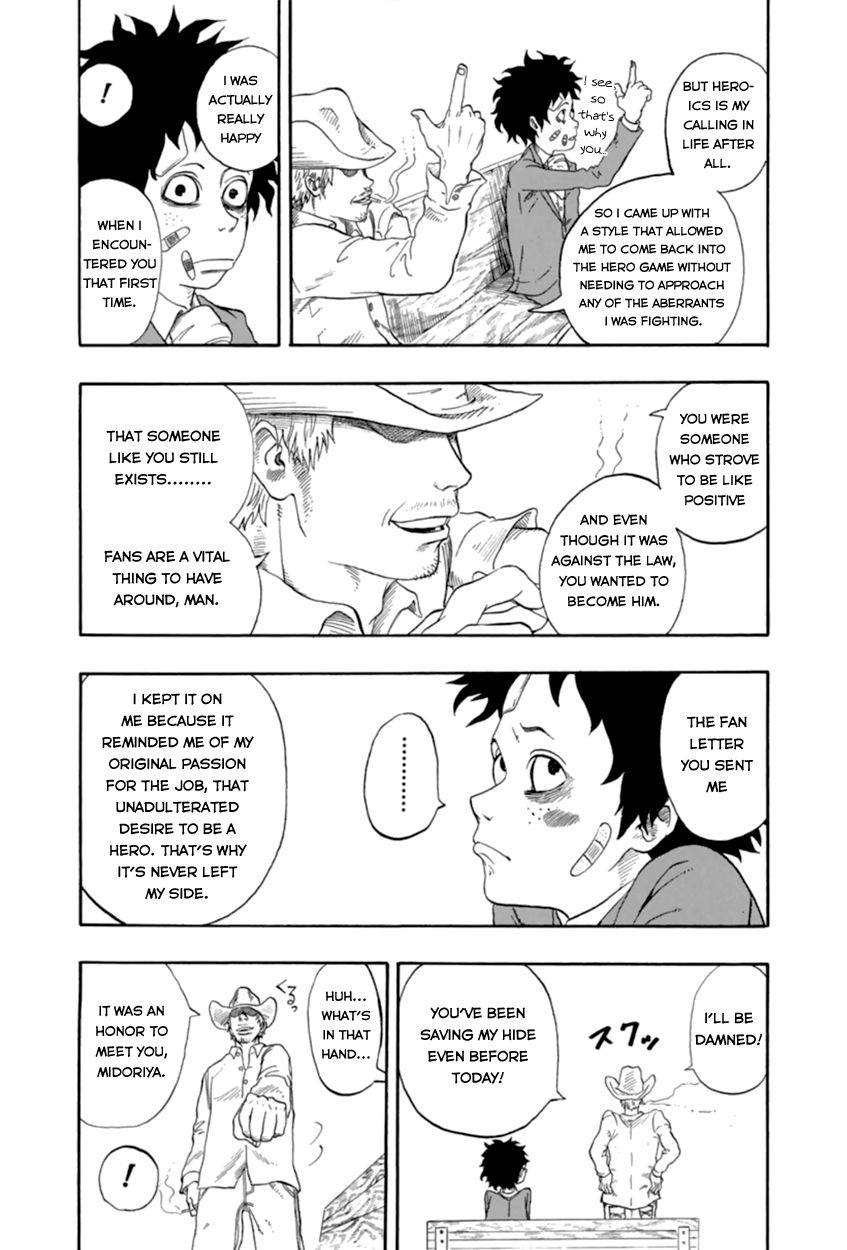 BUT HERO-
ICS IS MY
CALLING IN
LIFE AFTER
ALL.
SO I CAME UP WITH
A STYLE THAT ALLOWED
ME TO COME BACK INTO
THE HERO GAME WITHOUT
NEEDING TO APPROACH
ANY OF THE ABERRANTS
I WAS FIGHTING.
I see,
so
that's
why
you...
I WAS
ACTUALLY
REALLY
HAPPY
!
WHEN I
ENCOUN-
TERED YOU
THAT FIRST
TIME.
YOU WERE
SOMEONE
WHO STROVE
TO BE LIKE
POSITIVE
AND EVEN
THOUGH IT WAS
AGAINST THE LAW,
YOU WANTED TO
BECOME HIM.
THAT SOMEONE
LIKE YOU STILL
EXISTS........
FANS ARE A VITAL
THING TO HAVE
AROUND, MAN.
THE FAN
LETTER
YOU SENT
ME
........
I KEPT IT ON
ME BECAUSE IT
REMINDED ME OF MY
ORIGINAL PASSION
FOR THE JOB, THAT
UNADULTERATED
DESIRE TO BE A
HERO. THAT'S WHY
IT'S NEVER LEFT
MY SIDE.
I'LL BE
DAMNED!
スクッ
YOU'VE BEEN
SAVING MY HIDE
EVEN BEFORE
TODAY!
HUH...
WHAT'S
IN THAT
HAND...
くるっ
IT WAS AN
HONOR TO
MEET YOU,
MIDORIYA.
!